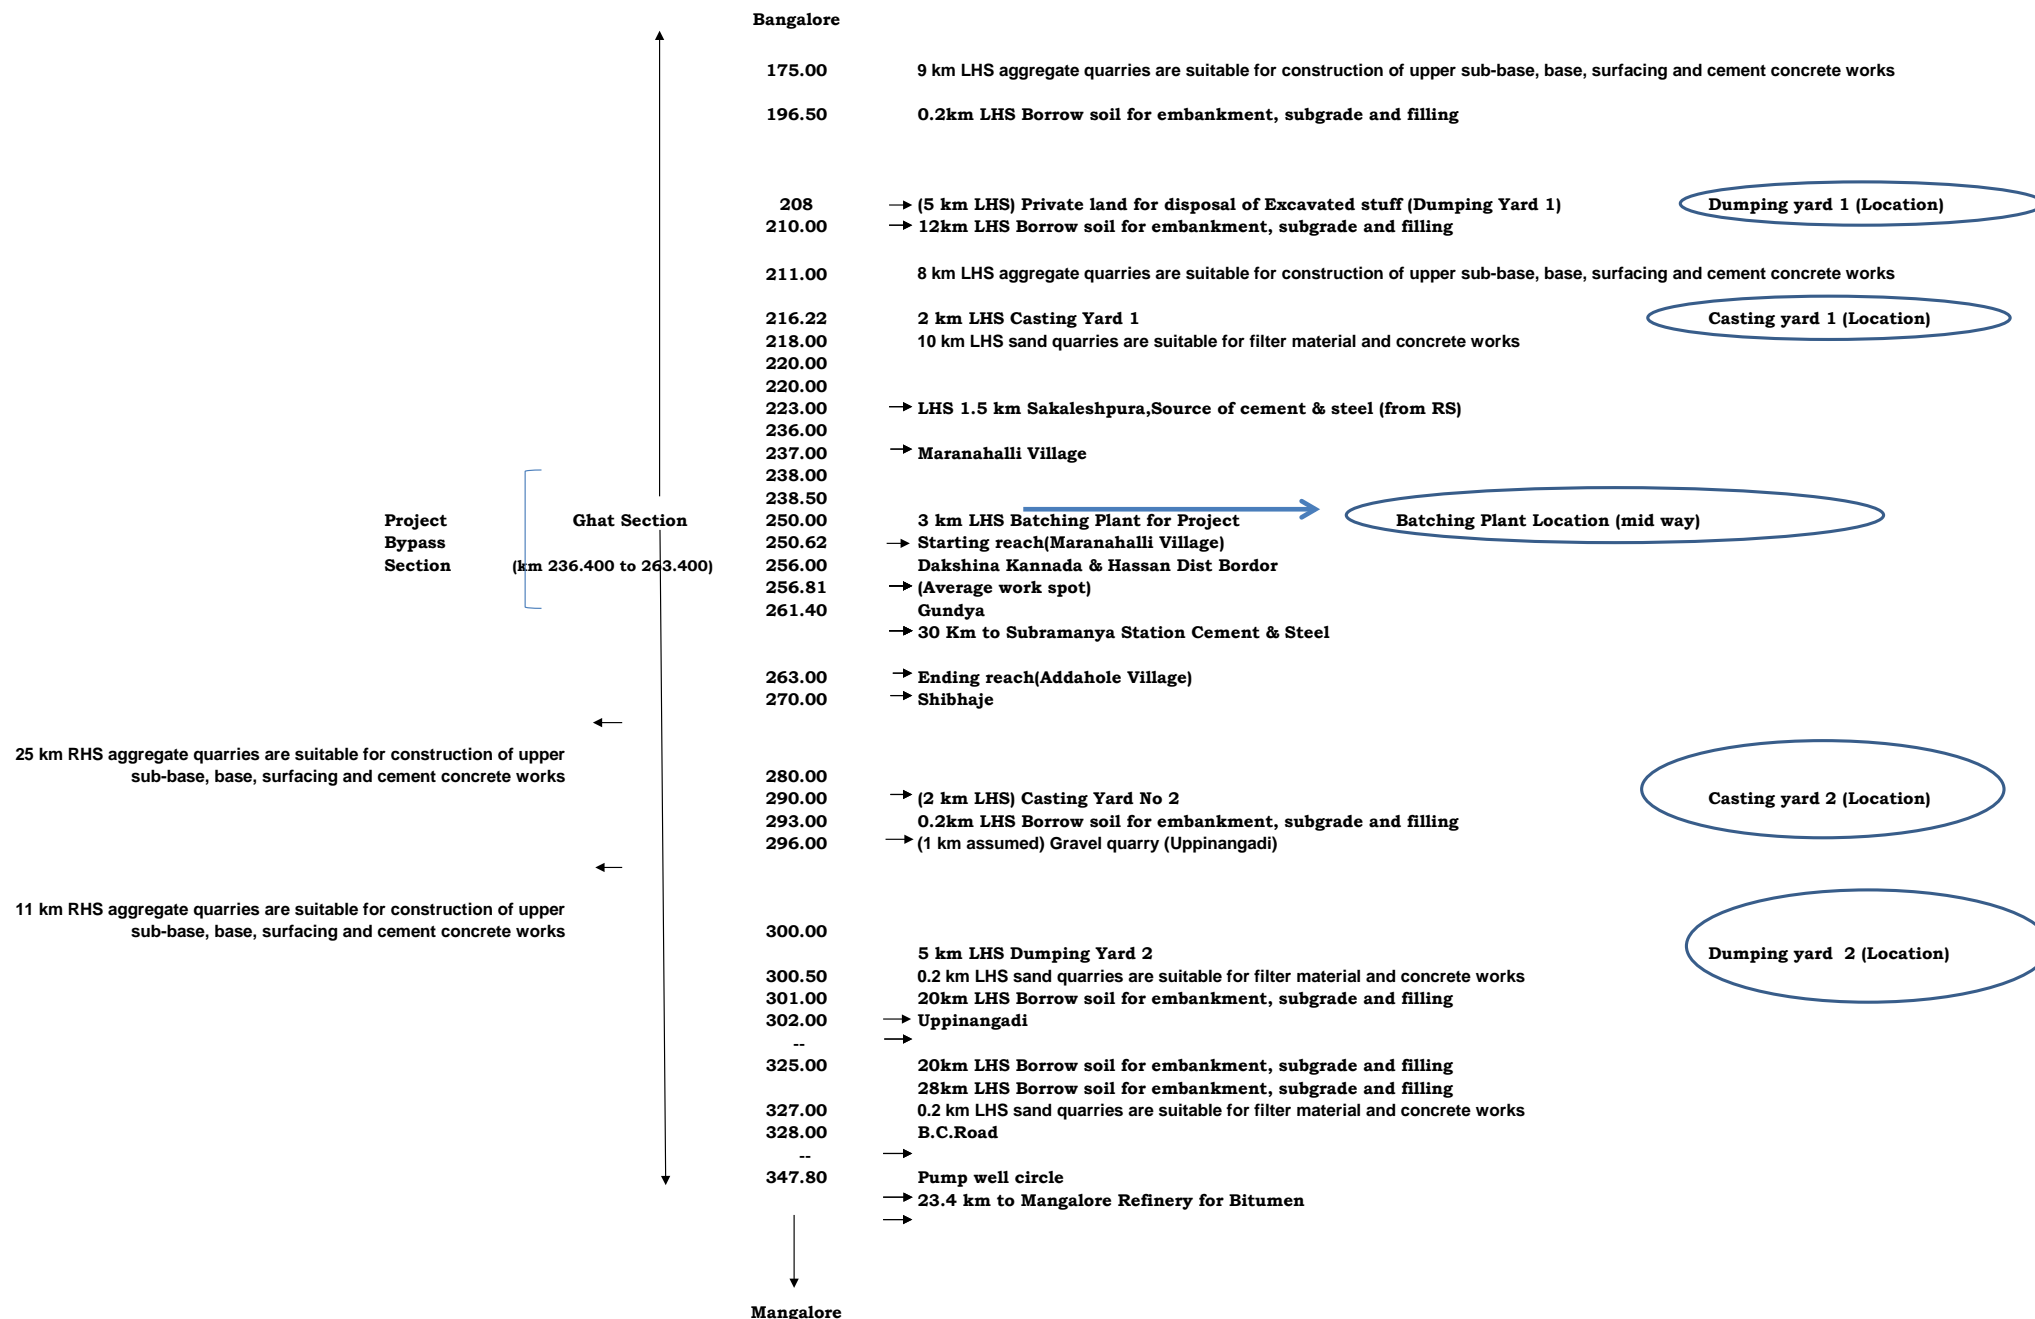 Bangalore
175.00 9 km LHS aggregate quarries are suitable for construction of upper sub-base, base, surfacing and cement concrete works
196.50 0.2km LHS Borrow soil for embankment, subgrade and filling
208 (5 km LHS) Private land for disposal of Excavated stuff (Dumping Yard 1) Dumping yard 1 (Location)
210.00 12km LHS Borrow soil for embankment, subgrade and filling
211.00 8 km LHS aggregate quarries are suitable for construction of upper sub-base, base, surfacing and cement concrete works
216.22 2 km LHS Casting Yard 1 Casting yard 1 (Location)
218.00 10 km LHS sand quarries are suitable for filter material and concrete works
220.00
220.00
223.00 LHS 1.5 km Sakaleshpura,Source of cement & steel (from RS)
236.00
237.00 Maranahalli Village
238.00
238.50
Project Ghat Section 250.00 3 km LHS Batching Plant for Project Batching Plant Location (mid way)
Bypass 250.62 Starting reach(Maranahalli Village)
Section (km 236.400 to 263.400) 256.00 Dakshina Kannada & Hassan Dist Bordor
256.81 (Average work spot)
261.40 Gundya
30 Km to Subramanya Station Cement & Steel
263.00 Ending reach(Addahole Village)
270.00 Shibhaje
25 km RHS aggregate quarries are suitable for construction of upper
sub-base, base, surfacing and cement concrete works 280.00
290.00 (2 km LHS) Casting Yard No 2 Casting yard 2 (Location)
293.00 0.2km LHS Borrow soil for embankment, subgrade and filling
296.00 (1 km assumed) Gravel quarry (Uppinangadi)
11 km RHS aggregate quarries are suitable for construction of upper
sub-base, base, surfacing and cement concrete works 300.00
5 km LHS Dumping Yard 2 Dumping yard 2 (Location)
300.50 0.2 km LHS sand quarries are suitable for filter material and concrete works
301.00 20km LHS Borrow soil for embankment, subgrade and filling
302.00 Uppinangadi
--
325.00 20km LHS Borrow soil for embankment, subgrade and filling
28km LHS Borrow soil for embankment, subgrade and filling
327.00 0.2 km LHS sand quarries are suitable for filter material and concrete works
328.00 B.C.Road
--
347.80 Pump well circle
23.4 km to Mangalore Refinery for Bitumen
Mangalore